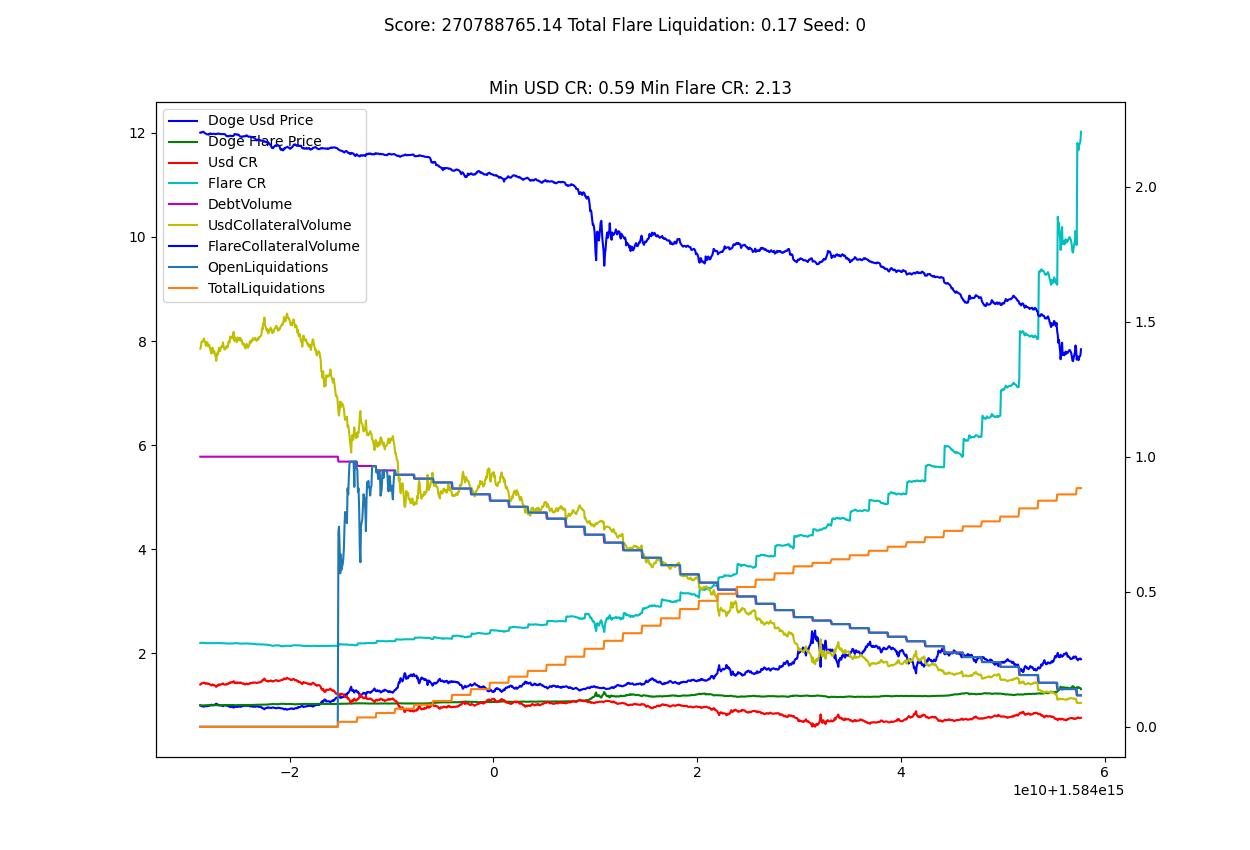 Score: 270788765.14 Total Flare Liquidation: 0.17 Seed: 0
Min USD CR: 0.59 Min Flare CR: 2.13
Doge Usd Price
Doge Flare Price
Usd CR
Flare CR
DebtVolume
UsdCollateralVolume
FlareCollateralVolume
OpenLiquidations
TotalLiquidations
12
10
8
6
4
2
2.0
1.5
1.0
0.5
0.0
−2
0
2
4
6
1e10+1.584e15